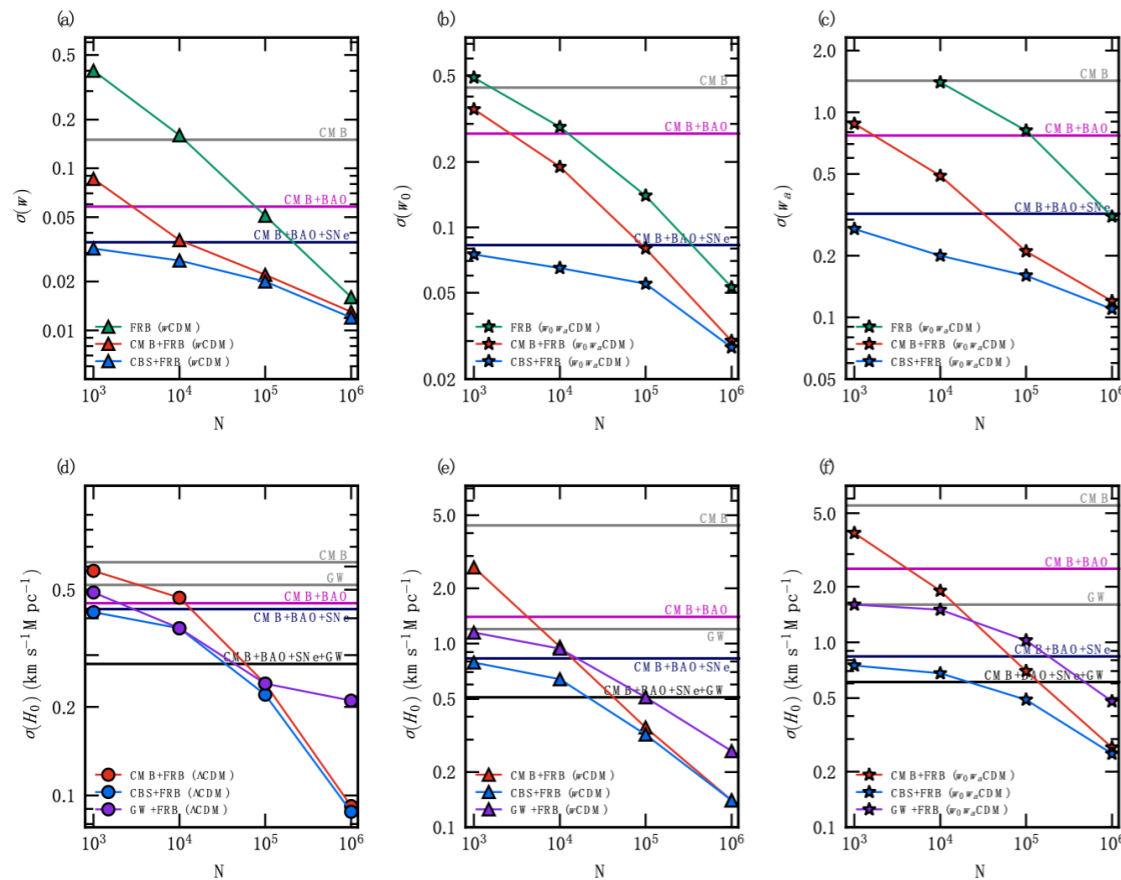 (a)
0.5
0.2
0.1
0.05
0.02
0.01
σ(w)
CMB
CMB+BAO
CMB+BAO+SNe
FRB (wCDM)
CMB+FRB (wCDM)
CBS+FRB (wCDM)
10³ 10⁴ 10⁵ 10⁶
N
(b)
0.5
0.2
0.1
0.05
0.02
σ(w₀)
CMB
CMB+BAO
CMB+BAO+SNe
FRB (w₀wₐCDM)
CMB+FRB (w₀wₐCDM)
CBS+FRB (w₀wₐCDM)
10³ 10⁴ 10⁵ 10⁶
N
(c)
2.0
1.0
0.5
0.2
0.1
0.05
σ(wₐ)
CMB
CMB+BAO
CMB+BAO+SNe
FRB (w₀wₐCDM)
CMB+FRB (w₀wₐCDM)
CBS+FRB (w₀wₐCDM)
10³ 10⁴ 10⁵ 10⁶
N
(d)
0.5
0.2
0.1
σ(H₀) (km s⁻¹M pc⁻¹)
CMB
GW
CMB+BAO
CMB+BAO+SNe
CMB+BAO+SNe+GW
CMB+FRB (ΛCDM)
CBS+FRB (ΛCDM)
GW +FRB (ΛCDM)
10³ 10⁴ 10⁵ 10⁶
N
(e)
5.0
2.0
1.0
0.5
0.2
0.1
σ(H₀) (km s⁻¹M pc⁻¹)
CMB
CMB+BAO
GW
CMB+BAO+SNe
CMB+BAO+SNe+GW
CMB+FRB (wCDM)
CBS+FRB (wCDM)
GW +FRB (wCDM)
10³ 10⁴ 10⁵ 10⁶
N
(f)
5.0
2.0
1.0
0.5
0.2
0.1
σ(H₀) (km s⁻¹M pc⁻¹)
CMB
CMB+BAO
GW
CMB+BAO+SNe
CMB+BAO+SNe+GW
CMB+FRB (w₀wₐCDM)
CBS+FRB (w₀wₐCDM)
GW +FRB (w₀wₐCDM)
10³ 10⁴ 10⁵ 10⁶
N